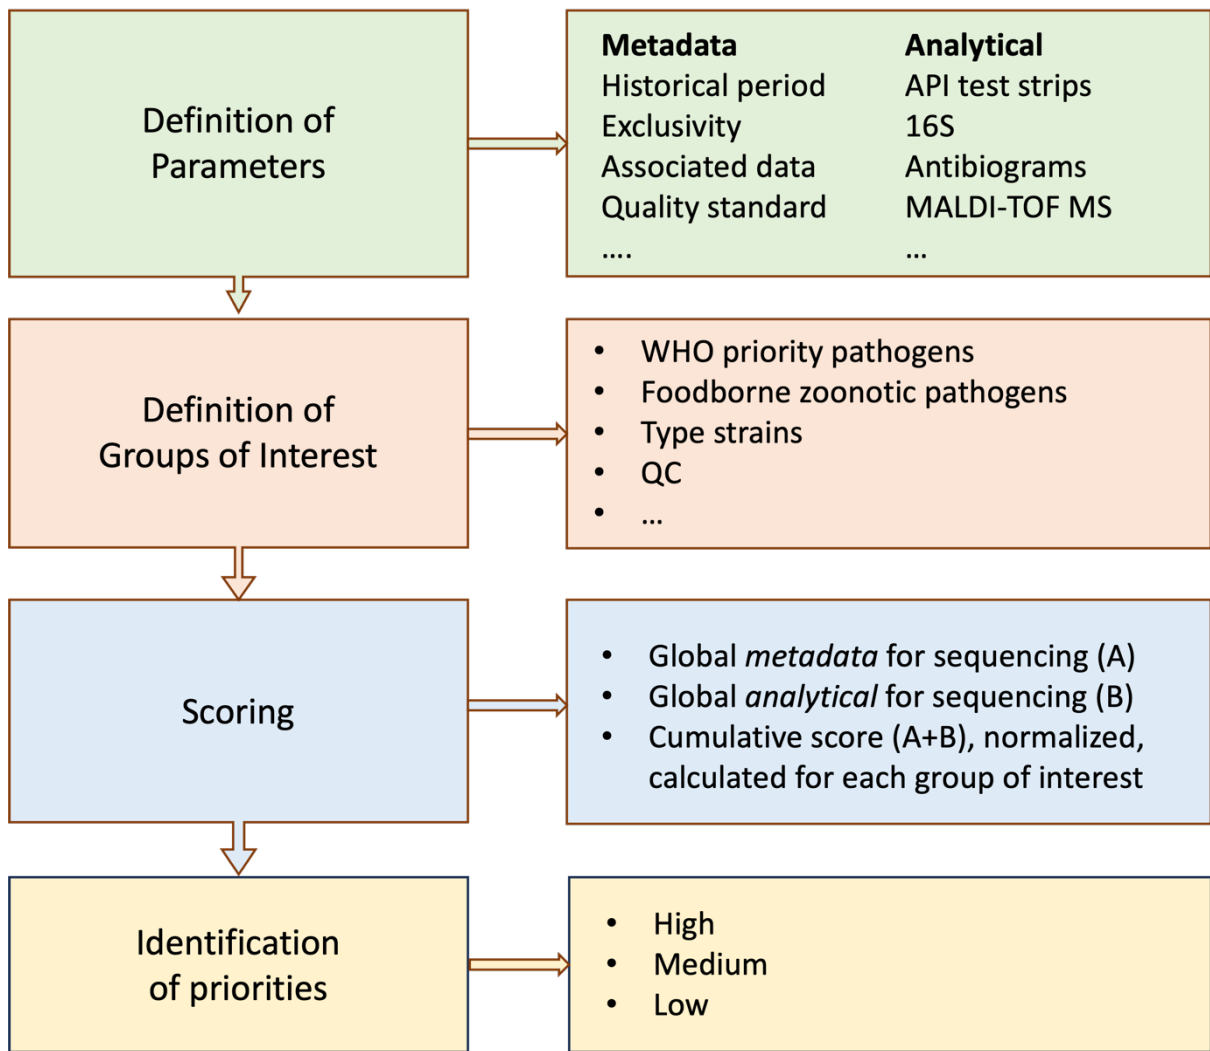 Definition of
Parameters
Metadata Analytical
Historical period API test strips
Exclusivity 16S
Associated data Antibiograms
Quality standard MALDI-TOF MS
.... ...
Definition of
Groups of Interest
• WHO priority pathogens
• Foodborne zoonotic pathogens
• Type strains
• QC
• ...
Scoring
• Global metadata for sequencing (A)
• Global analytical for sequencing (B)
• Cumulative score (A+B), normalized,
calculated for each group of interest
Identification
of priorities
• High
• Medium
• Low